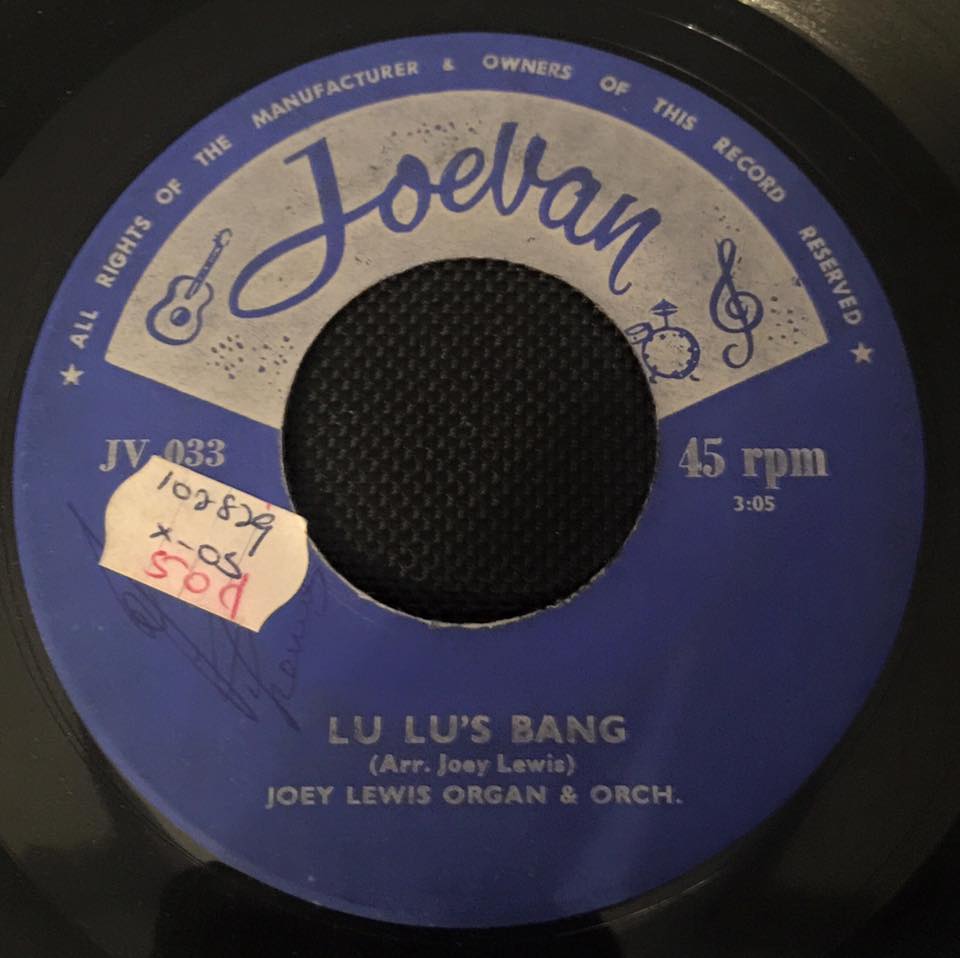 ALL RIGHTS OF THE MANUFACTURER & OWNERS OF THIS RECORD RESERVED
Joevan
JV 033
45 rpm
3:05
102829
X-05
LU LU'S BANG
(Arr. Joey Lewis)
JOEY LEWIS ORGAN & ORCH.